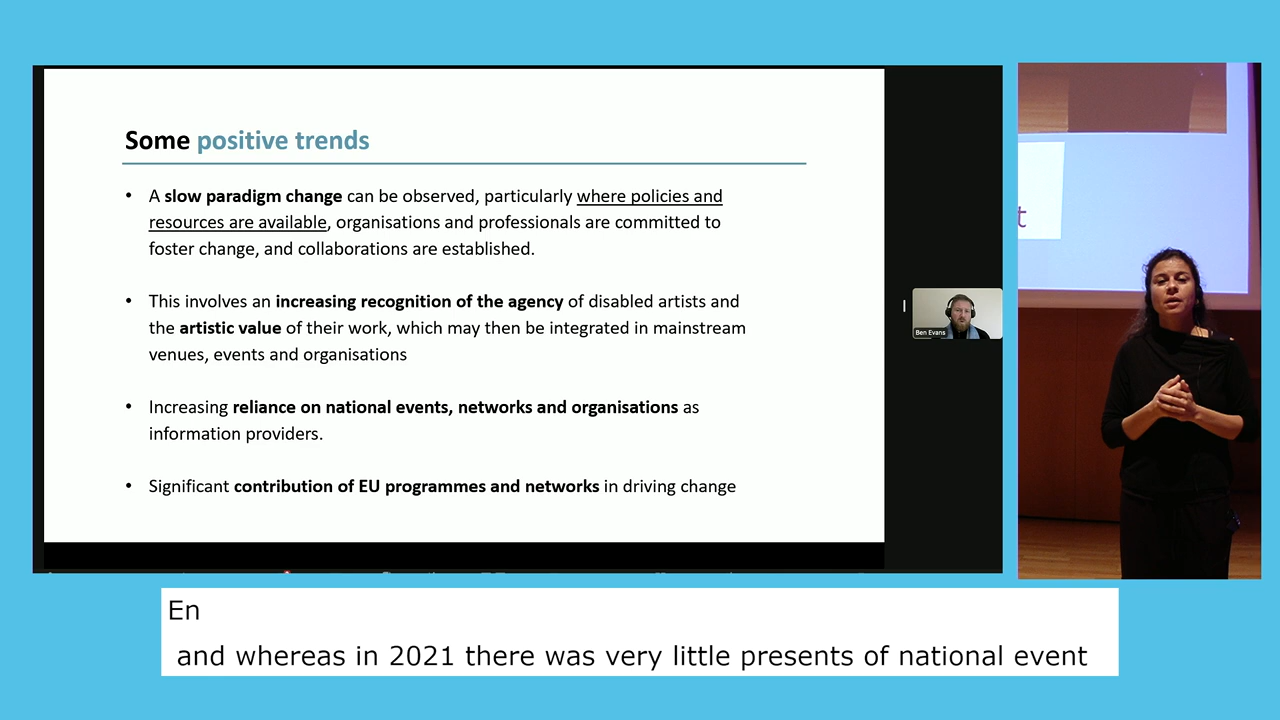 Some positive trends
• A slow paradigm change can be observed, particularly where policies and
resources are available, organisations and professionals are committed to
foster change, and collaborations are established.
• This involves an increasing recognition of the agency of disabled artists and
the artistic value of their work, which may then be integrated in mainstream
venues, events and organisations
• Increasing reliance on national events, networks and organisations as
information providers.
• Significant contribution of EU programmes and networks in driving change
Ben Evans
t
En
and whereas in 2021 there was very little presents of national event